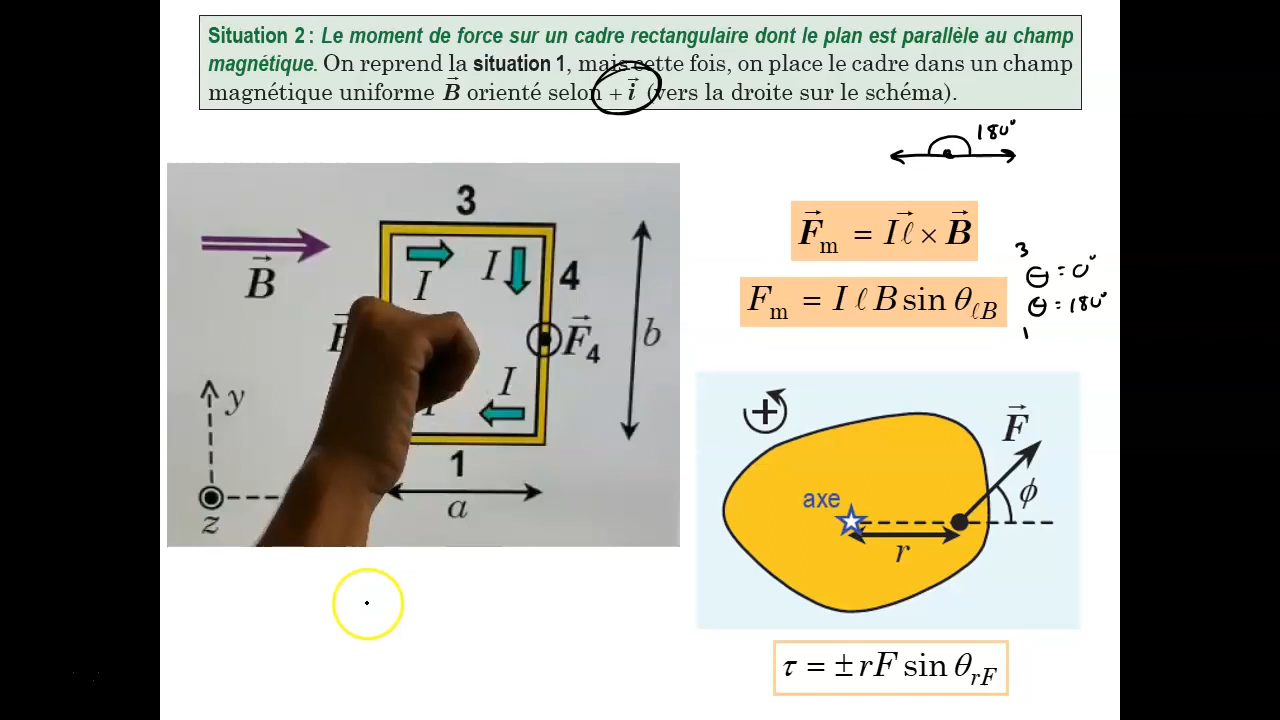 Situation 2 : Le moment de force sur un cadre rectangulaire dont le plan est parallèle au champ
magnétique. On reprend la situation 1, mais cette fois, on place le cadre dans un champ
magnétique uniforme B⃗ orienté selon + i⃗ (vers la droite sur le schéma).
180°
3
B⃗
I
I
4
F⃗₄
b
I
y
z
1
a
F⃗m = I ℓ⃗ × B⃗
Fm = I ℓ B sin θℓB
3
θ = 0°
θ = 180°
1
+
F⃗
ϕ
axe
r
τ = ± rF sin θrF